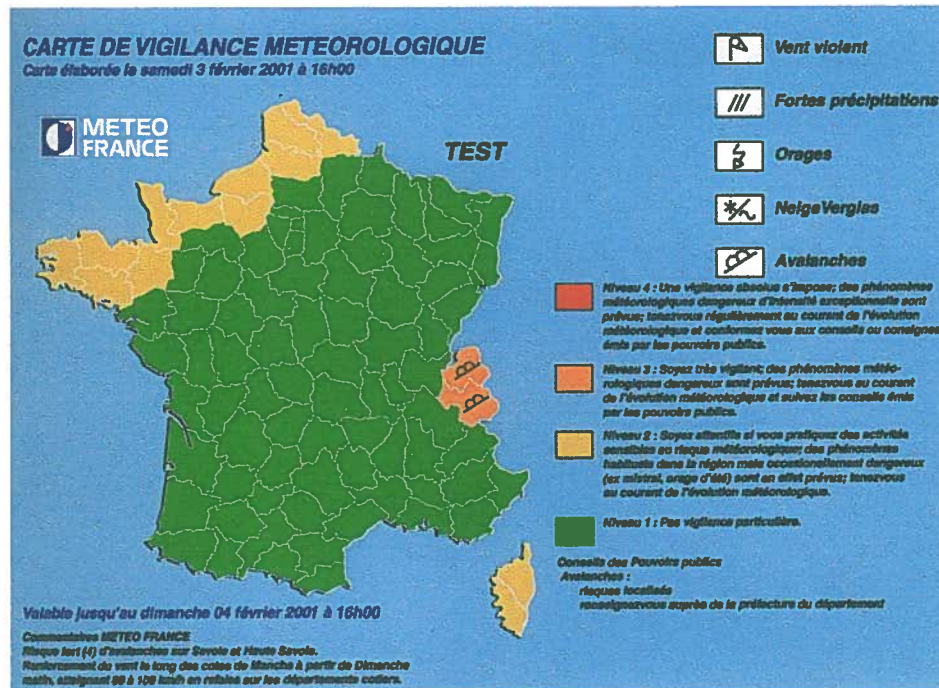 CARTE DE VIGILANCE METEOROLOGIQUE
Carte élaborée le samedi 3 février 2001 à 16h00
METEO
FRANCE
TEST
Vent violent
Fortes précipitations
Orages
NeigeVerglas
Avalanches
Niveau 4 : Une vigilance absolue s'impose; des phénomènes
météorologiques dangereux d'intensité exceptionnelle sont
prévus; tenezvous régulièrement au courant de l'évolution
météorologique et conformez vous aux conseils ou consignes
émis par les pouvoirs publics.
Niveau 3 : Soyez très vigilant; des phénomènes météo-
rologiques dangereux sont prévus; tenezvous au courant
de l'évolution météorologique et suivez les conseils émis
par les pouvoirs publics.
Niveau 2 : Soyez attentifs si vous pratiquez des activités
sensibles au risque météorologique; des phénomènes
habituels dans la région mais occasionnellement dangereux
(ex mistral, orage d'été) sont en effet prévus; tenezvous
au courant de l'évolution météorologique.
Niveau 1 : Pas vigilance particulière.
Conseils des Pouvoirs publics
Avalanches :
risques localisés
renseignezvous auprès de la préfecture du département
Valable jusqu'au dimanche 04 février 2001 à 16h00
Commentaires METEO FRANCE
Risque fort (4) d'avalanches sur Savoie et Haute Savoie.
Renforcement du vent le long des cotes de Manche à partir de Dimanche
matin, atteignant à km/h en rafales sur les départements cotiers.